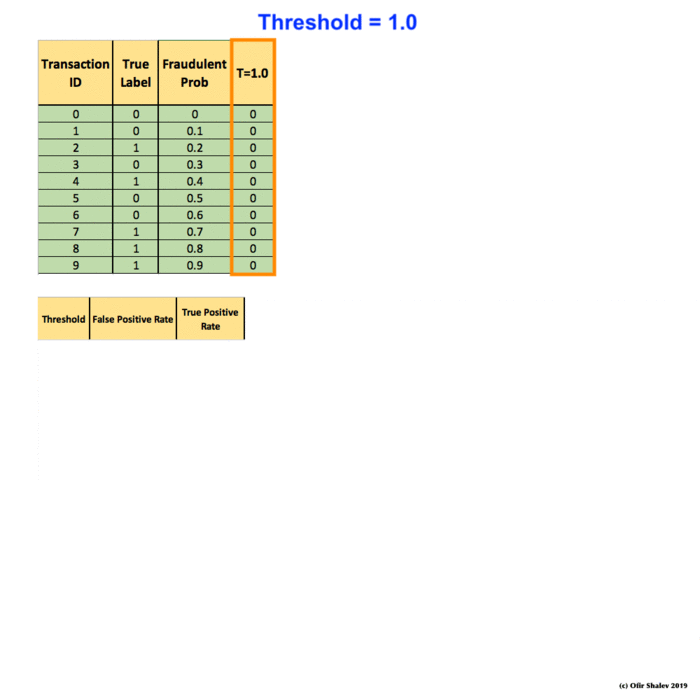 Threshold = 1.0
Transaction ID True Label Fraudulent Prob T=1.0
0 0 0 0
1 0 0.1 0
2 1 0.2 0
3 0 0.3 0
4 1 0.4 0
5 0 0.5 0
6 0 0.6 0
7 1 0.7 0
8 1 0.8 0
9 1 0.9 0
Threshold False Positive Rate True Positive Rate
(c) Ofir Shalev 2019